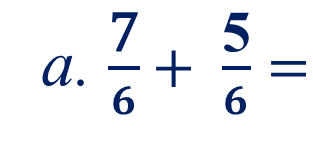 a. 7/6 + 5/6 =